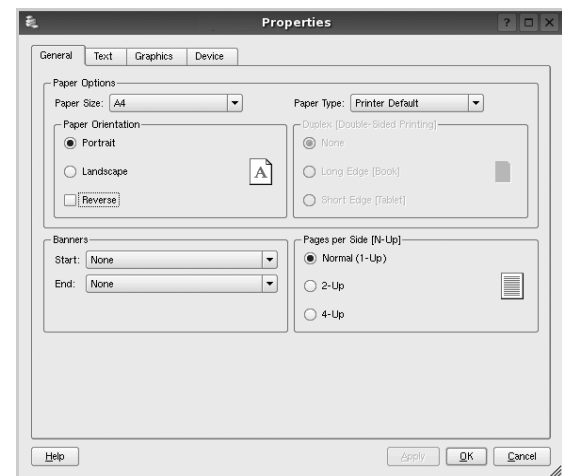 Properties
General Text Graphics Device
Paper Options
Paper Size: A4 Paper Type: Printer Default
Paper Orientation
Portrait
Landscape
A
Reverse
Duplex [Double-Sided Printing]
None
Long Edge [Book]
Short Edge [Tablet]
Banners
Start: None
End: None
Pages per Side [N-Up]
Normal (1-Up)
2-Up
4-Up
Help Apply OK Cancel